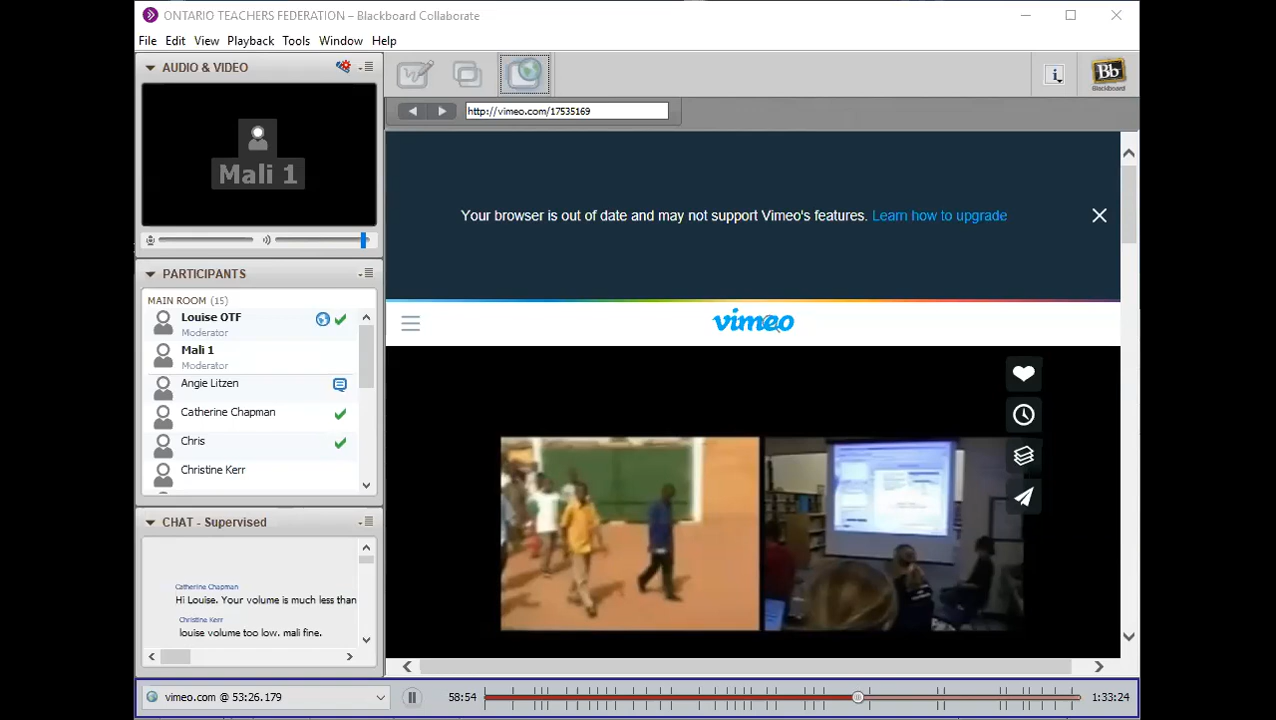 ONTARIO TEACHERS FEDERATION – Blackboard Collaborate
File Edit View Playback Tools Window Help
AUDIO & VIDEO
Mali 1
PARTICIPANTS
MAIN ROOM (15)
Louise OTF
Moderator
Mali 1
Moderator
Angie Litzen
Catherine Chapman
Chris
Christine Kerr
CHAT - Supervised
Catherine Chapman
Hi Louise. Your volume is much less than
Christine Kerr
louise volume too low. mali fine.
i
Bb
Blackboard
http://vimeo.com/17535169
Your browser is out of date and may not support Vimeo's features. Learn how to upgrade
vimeo
vimeo.com @ 53:26.179
58:54
1:33:24